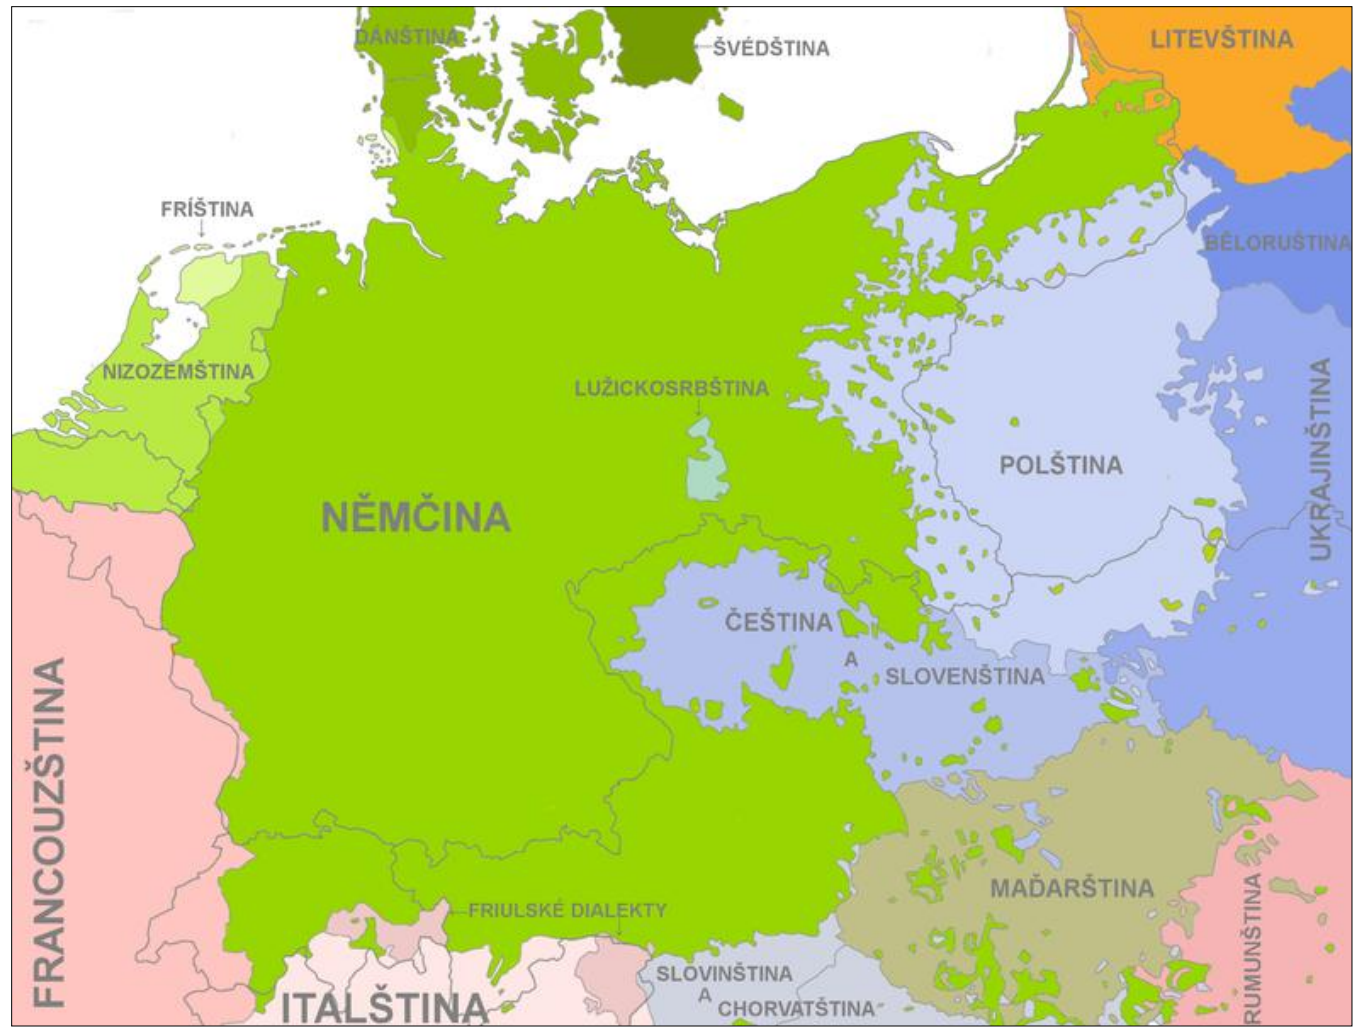 DÁNŠTINA
ŠVÉDŠTINA
LITEVŠTINA
FRÍŠTINA
BĚLORUŠTINA
NIZOZEMŠTINA
LUŽICKOSRBŠTINA
UKRAJINŠTINA
POLŠTINA
NĚMČINA
ČEŠTINA
A
SLOVENŠTINA
FRANCOUZŠTINA
MAĎARŠTINA
FRIULSKÉ DIALEKTY
RUMUNŠTINA
SLOVINŠTINA
A
CHORVATŠTINA
ITALŠTINA